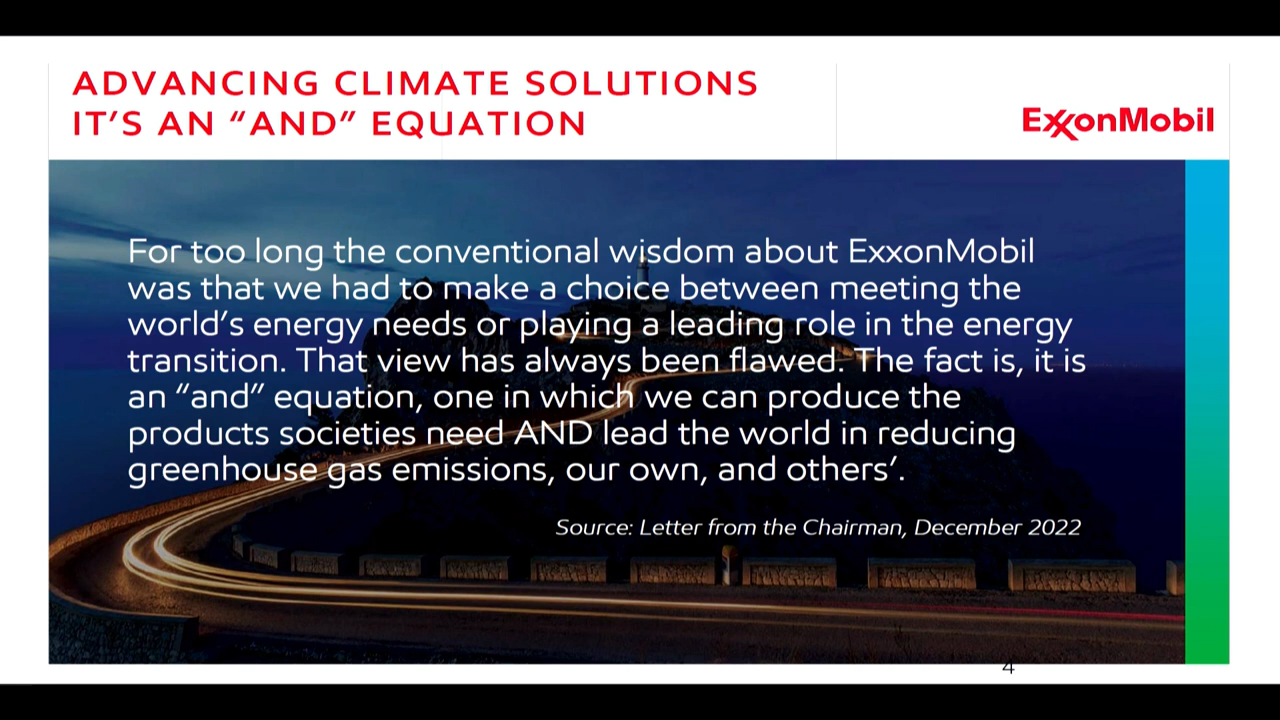 ADVANCING CLIMATE SOLUTIONS
IT’S AN “AND” EQUATION
ExxonMobil
For too long the conventional wisdom about ExxonMobil
was that we had to make a choice between meeting the
world’s energy needs or playing a leading role in the energy
transition. That view has always been flawed. The fact is, it is
an “and” equation, one in which we can produce the
products societies need AND lead the world in reducing
greenhouse gas emissions, our own, and others’.
Source: Letter from the Chairman, December 2022
4